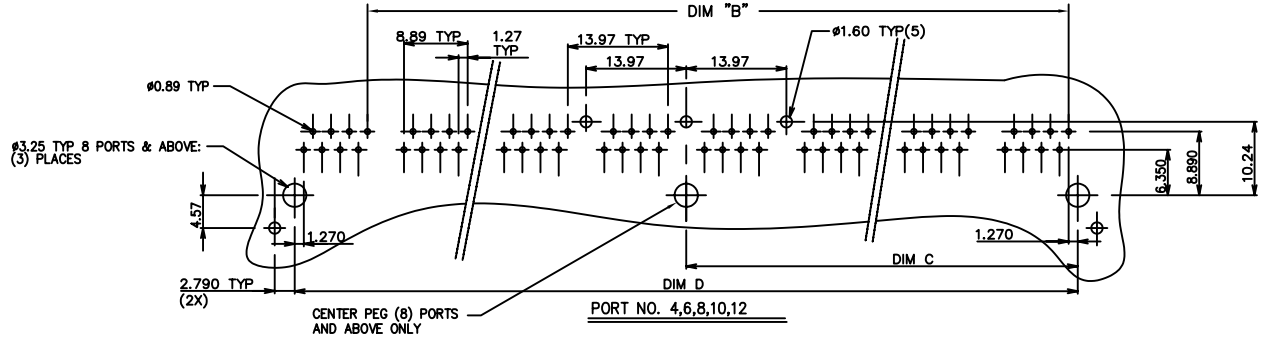 DIM "B"
8.89 TYP
1.27
TYP
13.97 TYP
13.97
13.97
ø1.60 TYP(5)
ø0.89 TYP
ø3.25 TYP 8 PORTS & ABOVE:
(3) PLACES
4.57
1.270
6.350
8.890
10.24
1.270
DIM C
2.790 TYP
(2X)
DIM D
CENTER PEG (8) PORTS
AND ABOVE ONLY
PORT NO. 4,6,8,10,12